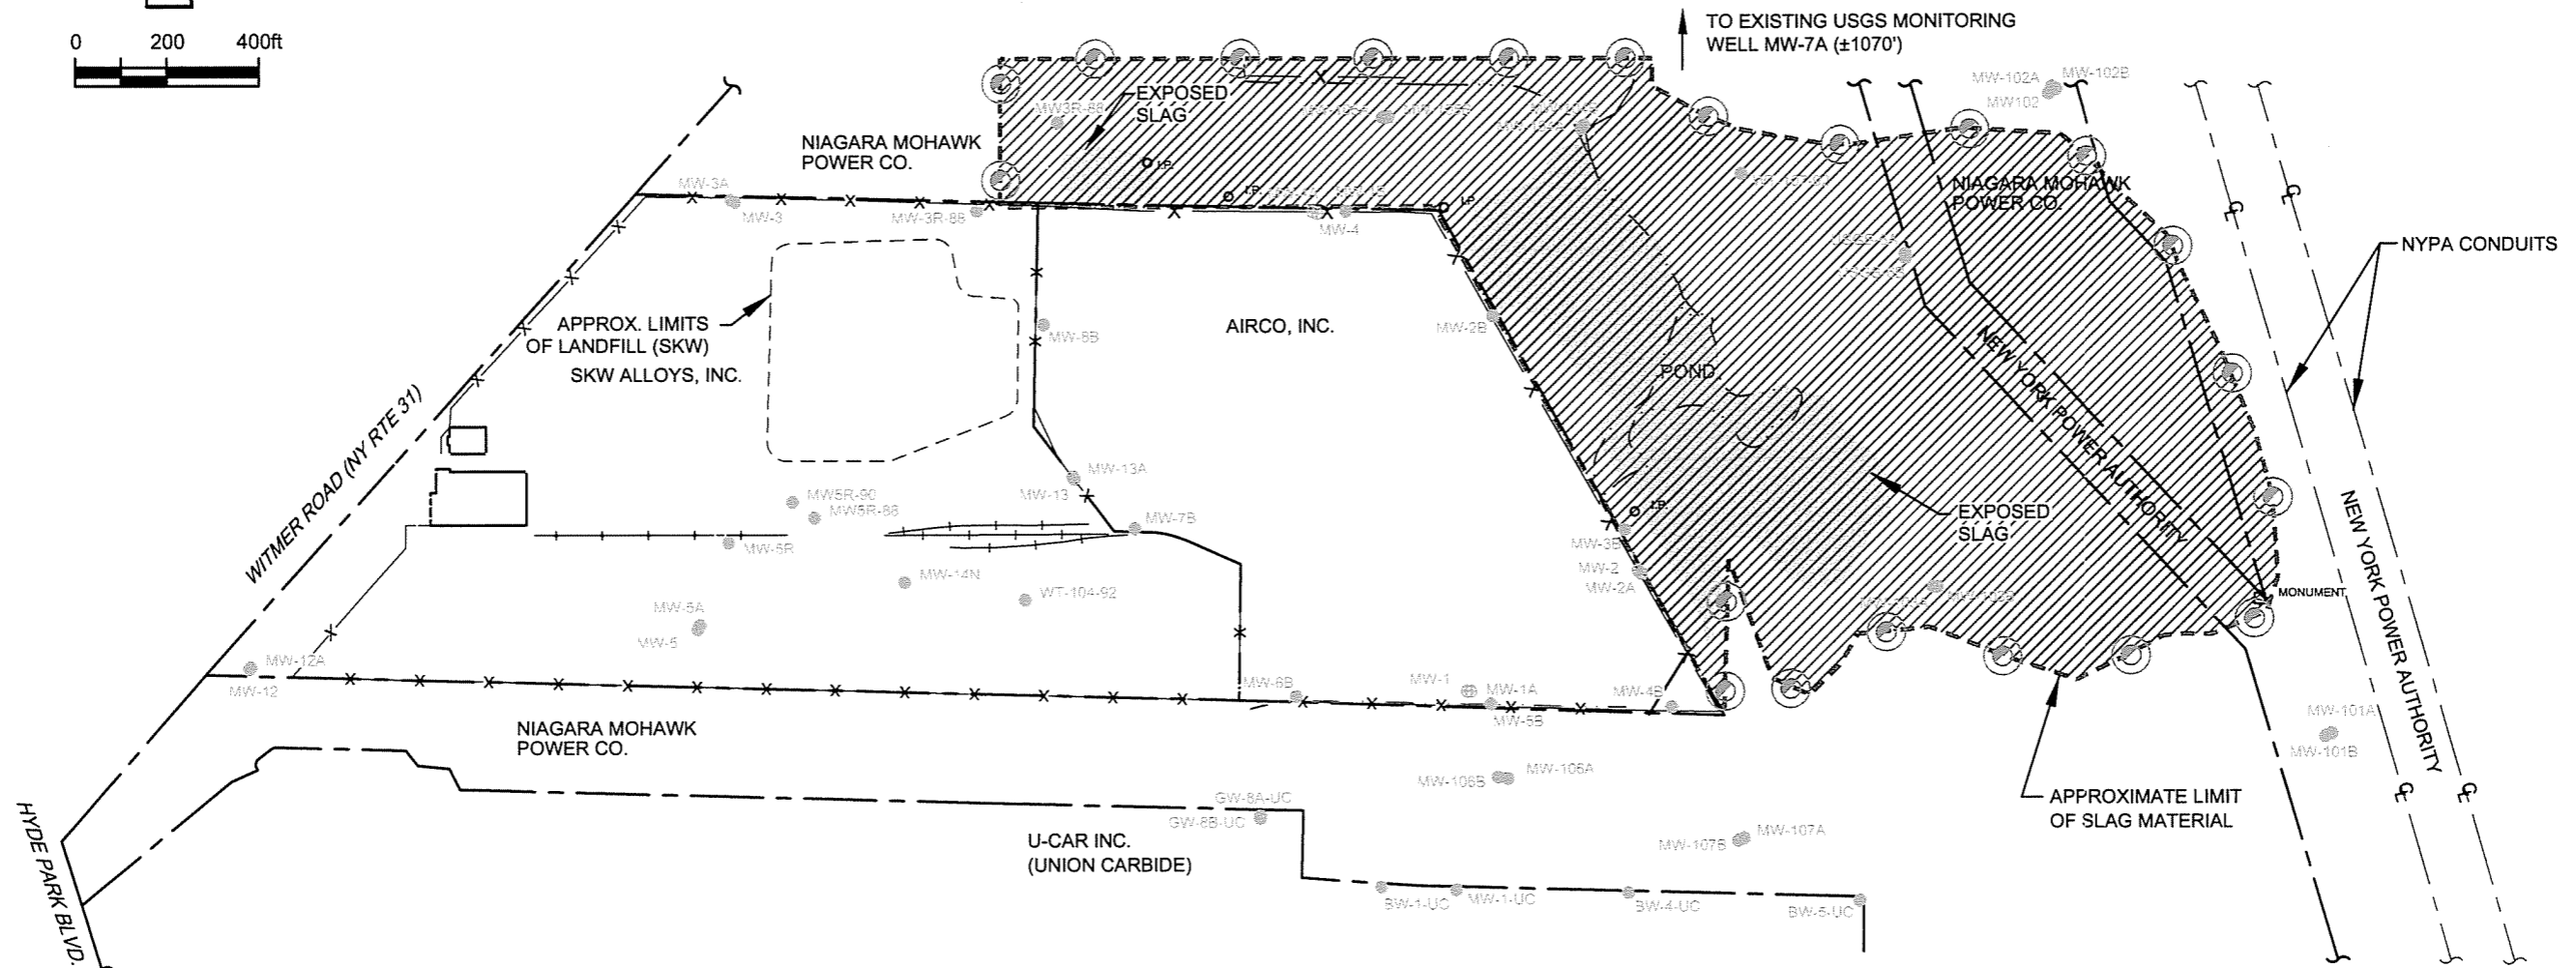 0 200 400ft
TO EXISTING USGS MONITORING
WELL MW-7A (±1070')
MW-102A
MW-102B
MW102
EXPOSED
SLAG
MW3R-88
NIAGARA MOHAWK
POWER CO.
I.P.
I.P.
I.P.
NIAGARA MOHAWK
POWER CO.
MW-3A
MW-3
MW-3R-88
MW-4
NYPA CONDUITS
APPROX. LIMITS
OF LANDFILL (SKW)
SKW ALLOYS, INC.
MW-8B
AIRCO, INC.
MW-2B
POND
NEW YORK POWER AUTHORITY
WITMER ROAD (NY RTE 31)
MW-13A
MW-13
MW5R-90
MW5R-88
MW-7B
MW-5R
I.P.
EXPOSED
SLAG
MW-3B
MW-2
MW-2A
MW-14N
WT-104-92
MONUMENT
NEW YORK POWER AUTHORITY
MW-5A
MW-5
MW-12A
MW-12
MW-6B
MW-1
MW-1A
MW-5B
MW-4B
MW-101A
MW-101B
NIAGARA MOHAWK
POWER CO.
MW-106B
MW-106A
GW-8A-UC
GW-8B-UC
APPROXIMATE LIMIT
OF SLAG MATERIAL
U-CAR INC.
(UNION CARBIDE)
MW-107A
MW-107B
HYDE PARK BLVD.
BW-1-UC
MW-1-UC
BW-4-UC
BW-5-UC